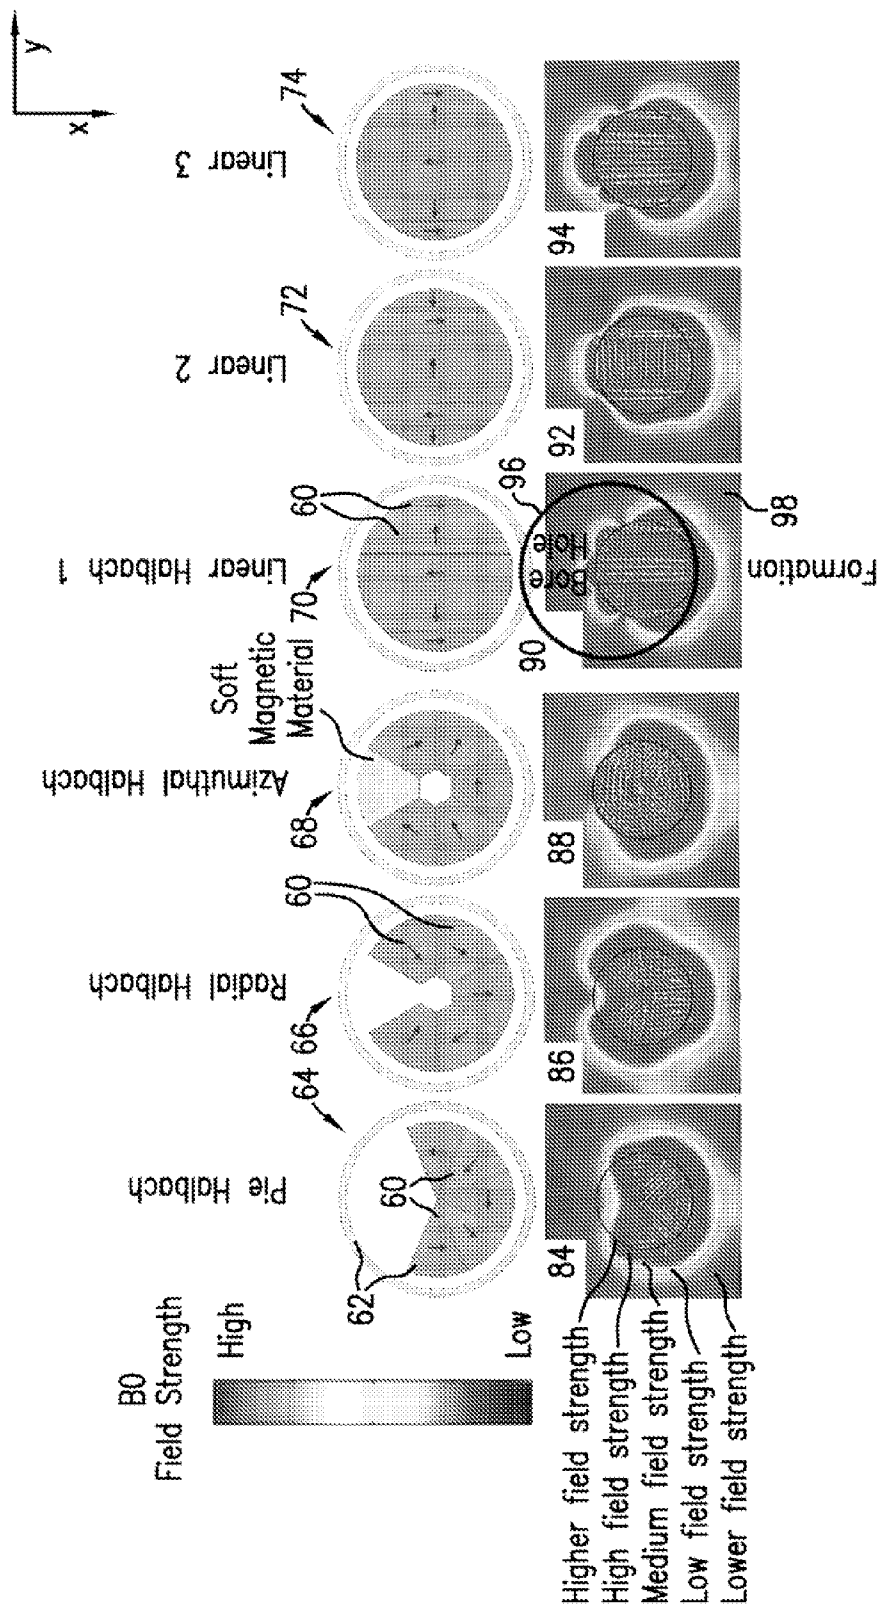 B0
Field Strength
High
Low
Pie Halbach
64
62
60
Radial Halbach
66
60
Azimuthal Halbach
68
Soft
Magnetic
Material
Linear Halbach 1
70
60
Linear 2
72
Linear 3
74
y
x
84
86
88
90
92
94
Bore
Hole
96
98
Formation
Higher field strength
High field strength
Medium field strength
Low field strength
Lower field strength